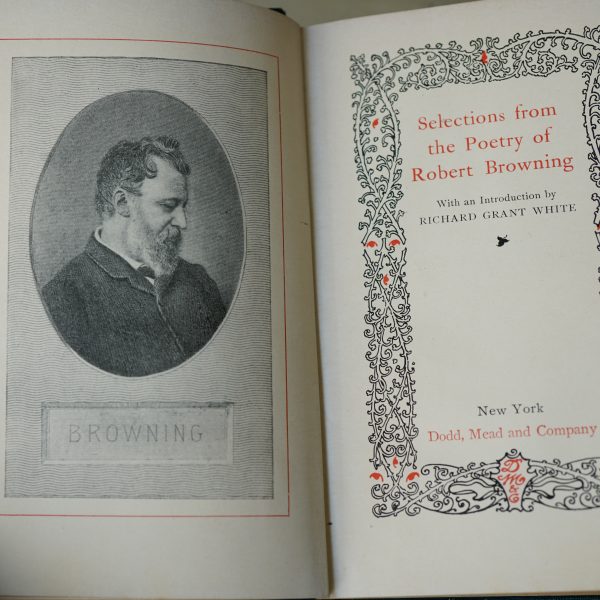 BROWNING
Selections from
the Poetry of
Robert Browning
With an Introduction by
RICHARD GRANT WHITE
New York
Dodd, Mead and Company
D
M
&
C